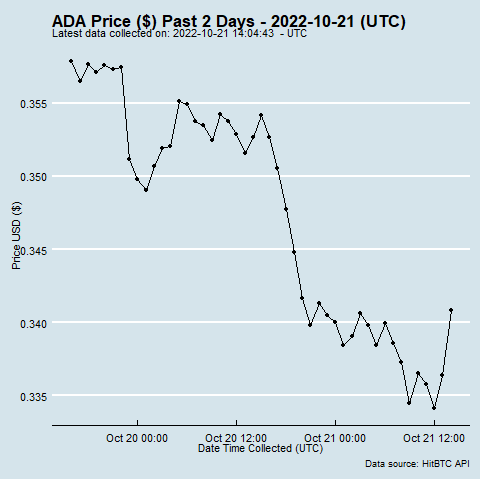 ADA Price ($) Past 2 Days - 2022-10-21 (UTC)
Latest data collected on: 2022-10-21 14:04:43 - UTC
0.355
0.350
0.345
0.340
0.335
Price USD ($)
Oct 20 00:00 Oct 20 12:00 Oct 21 00:00 Oct 21 12:00
Date Time Collected (UTC)
Data source: HitBTC API